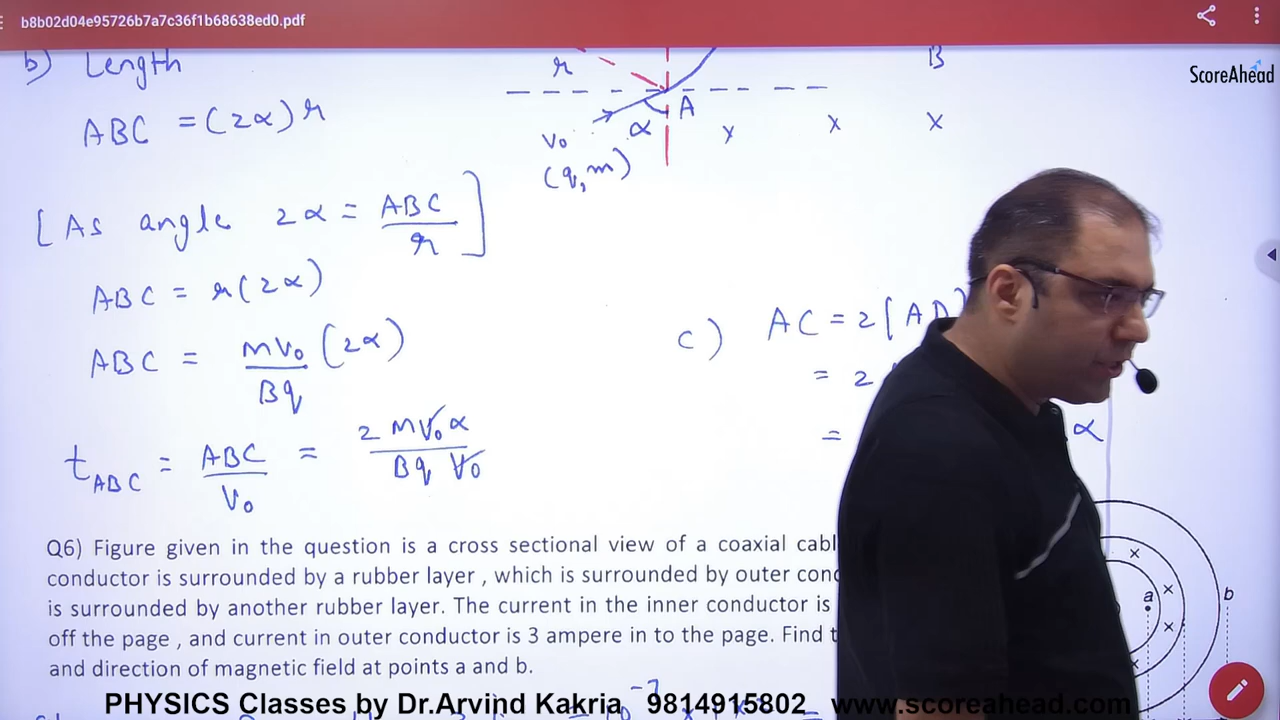 b8b02d04e95726b7a7c36f1b68638ed0.pdf
ScoreAhead
b) Length
ABC = (2α) r
[As angle 2α = ABC / r]
ABC = r(2α)
ABC = mv₀ / Bq (2α)
t_ABC = ABC / V₀ = 2 m v₀ α / Bq v₀
r
A
B
α
v₀
(q,m)
x x x
c) AC = 2[AD
= 2
= α
Q6) Figure given in the question is a cross sectional view of a coaxial
conductor is surrounded by a rubber layer , which is surrounded by outer
is surrounded by another rubber layer. The current in the inner conductor is
off the page , and current in outer conductor is 3 ampere in to the page. Find
and direction of magnetic field at points a and b.
a
b
x x x x
PHYSICS Classes by Dr.Arvind Kakria 9814915802 www.scoreahead.com